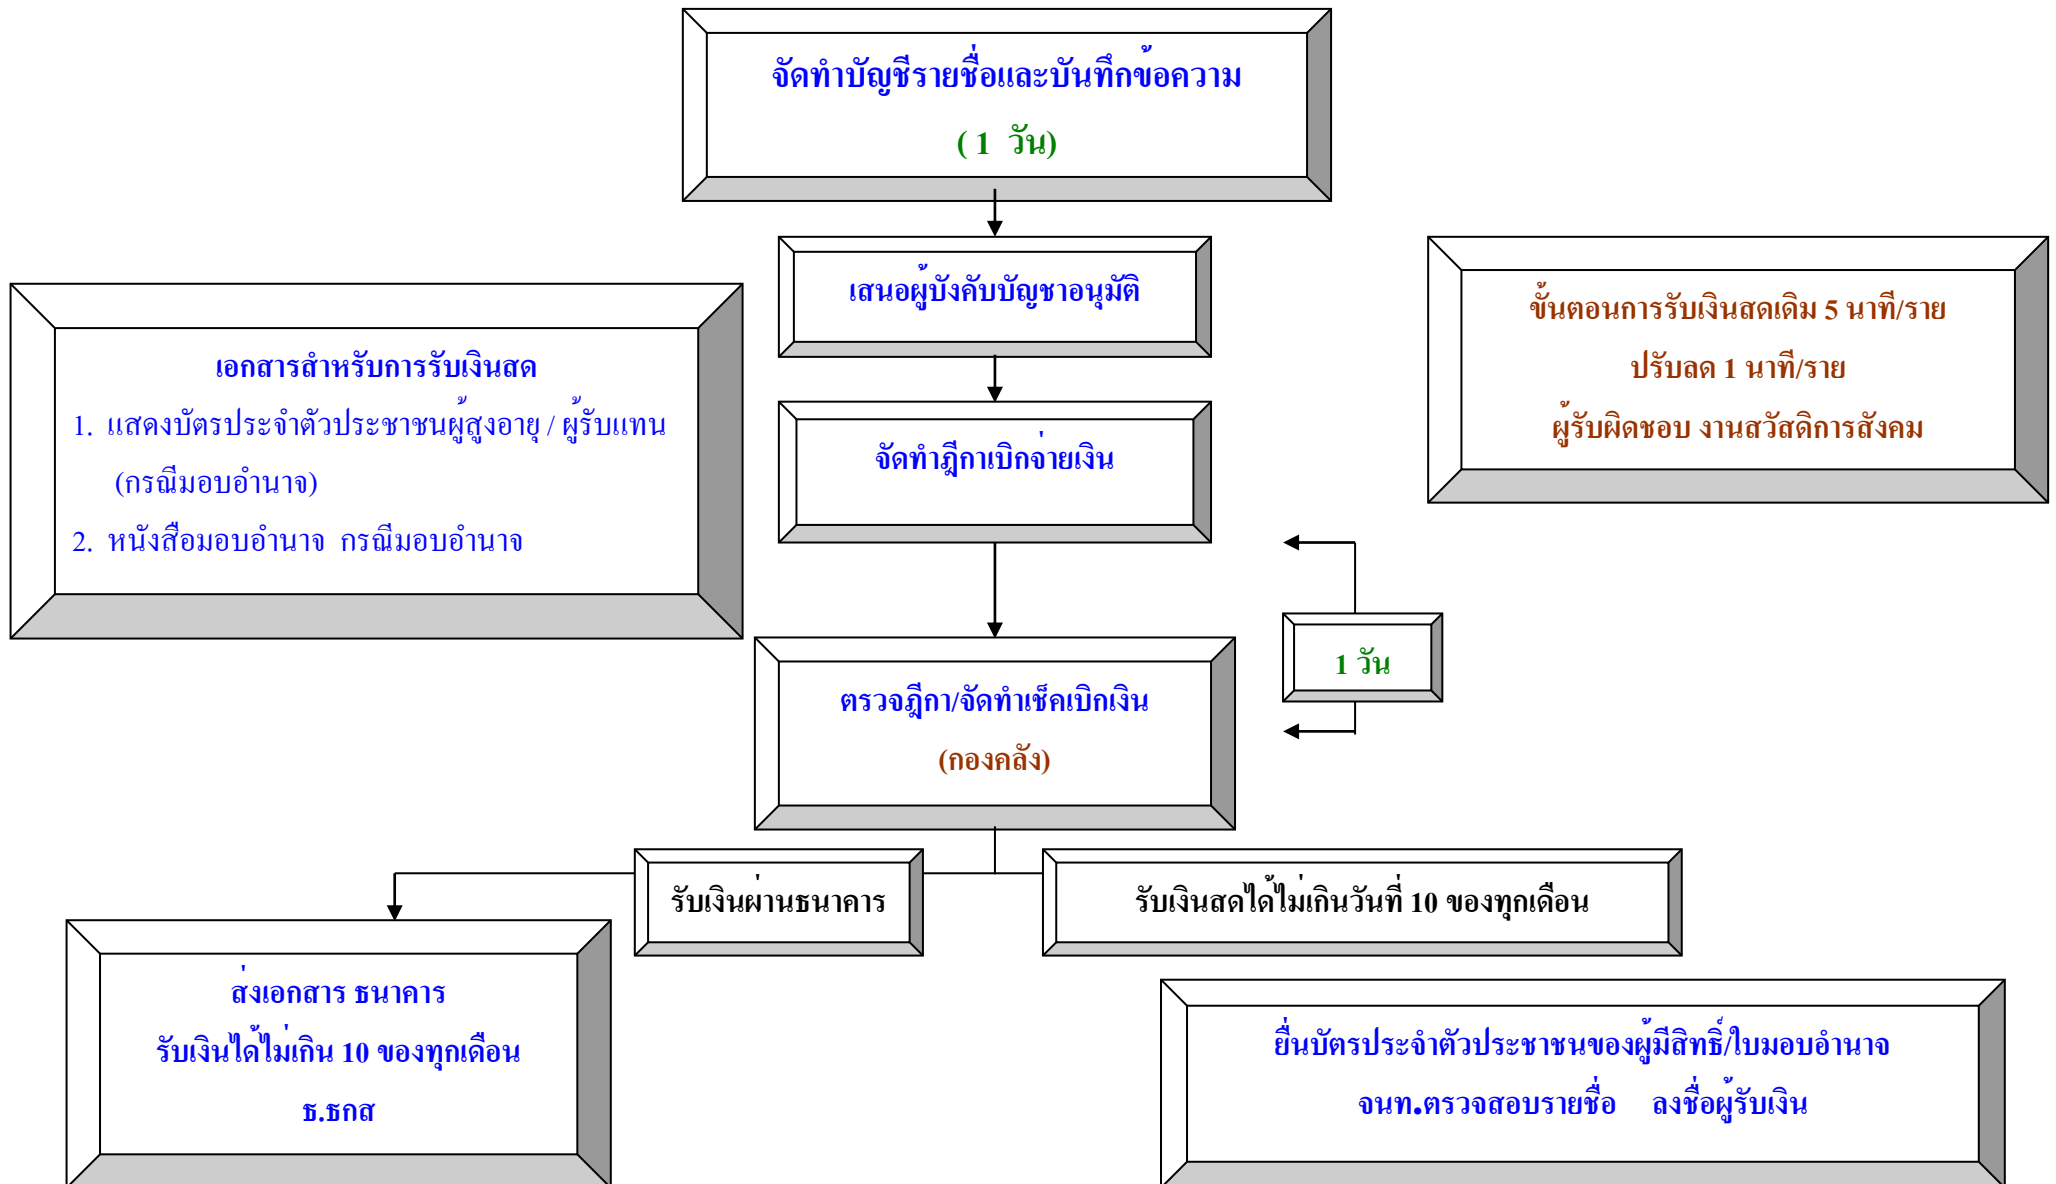 จัดทำบัญชีรายชื่อและบันทึกข้อความ
( 1 วัน)
เสนอผู้บังคับบัญชาอนุมัติ
เอกสารสำหรับการรับเงินสด
1. แสดงบัตรประจำตัวประชาชนผู้สูงอายุ / ผู้รับแทน
(กรณีมอบอำนาจ)
2. หนังสือมอบอำนาจ กรณีมอบอำนาจ
ขั้นตอนการรับเงินสดเดิม 5 นาที/ราย
ปรับลด 1 นาที/ราย
ผู้รับผิดชอบ งานสวัสดิการสังคม
จัดทำฎีกาเบิกจ่ายเงิน
1 วัน
ตรวจฎีกา/จัดทำเช็คเบิกเงิน
(กองคลัง)
รับเงินผ่านธนาคาร
รับเงินสดได้ไม่เกินวันที่ 10 ของทุกเดือน
ส่งเอกสาร ธนาคาร
รับเงินได้ไม่เกิน 10 ของทุกเดือน
ธ.ธกส
ยื่นบัตรประจำตัวประชาชนของผู้มีสิทธิ์/ใบมอบอำนาจ
จนท.ตรวจสอบรายชื่อ ลงชื่อผู้รับเงิน